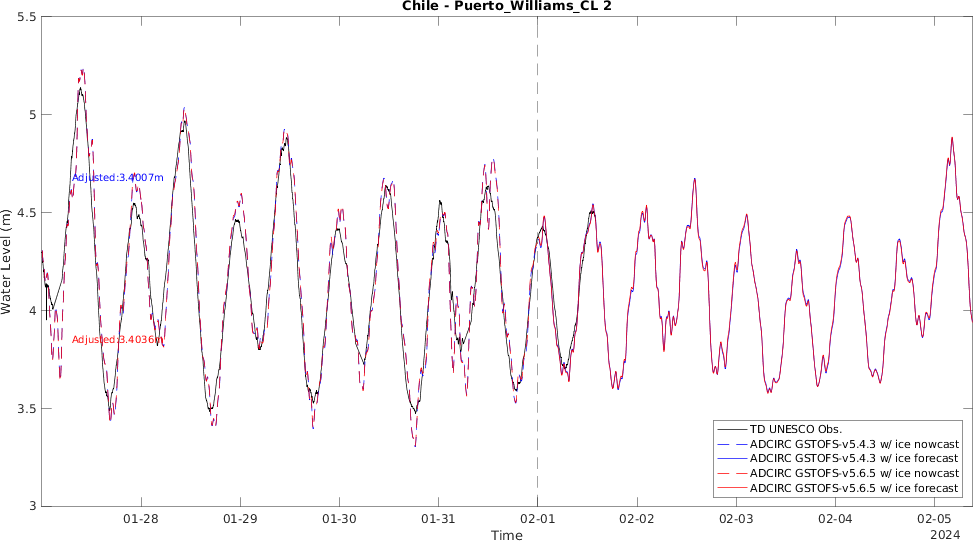 Chile - Puerto_Williams_CL 2
5.5
5
4.5
4
3.5
3
Water Level (m)
Adjusted:3.4007m
Adjusted:3.4036m
TD UNESCO Obs.
ADCIRC GSTOFS-v5.4.3 w/ ice nowcast
ADCIRC GSTOFS-v5.4.3 w/ ice forecast
ADCIRC GSTOFS-v5.6.5 w/ ice nowcast
ADCIRC GSTOFS-v5.6.5 w/ ice forecast
01-28 01-29 01-30 01-31 02-01 02-02 02-03 02-04 02-05
Time
2024